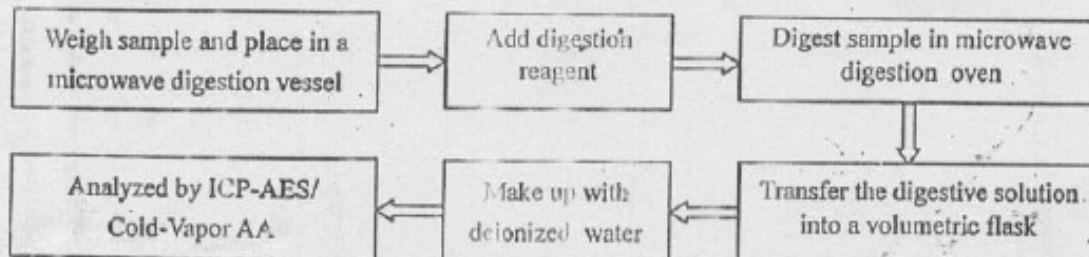 Weigh sample and place in a
microwave digestion vessel
Add digestion
reagent
Digest sample in microwave
digestion oven
Transfer the digestive solution
into a volumetric flask
Make up with
deionized water
Analyzed by ICP-AES/
Cold-Vapor AA